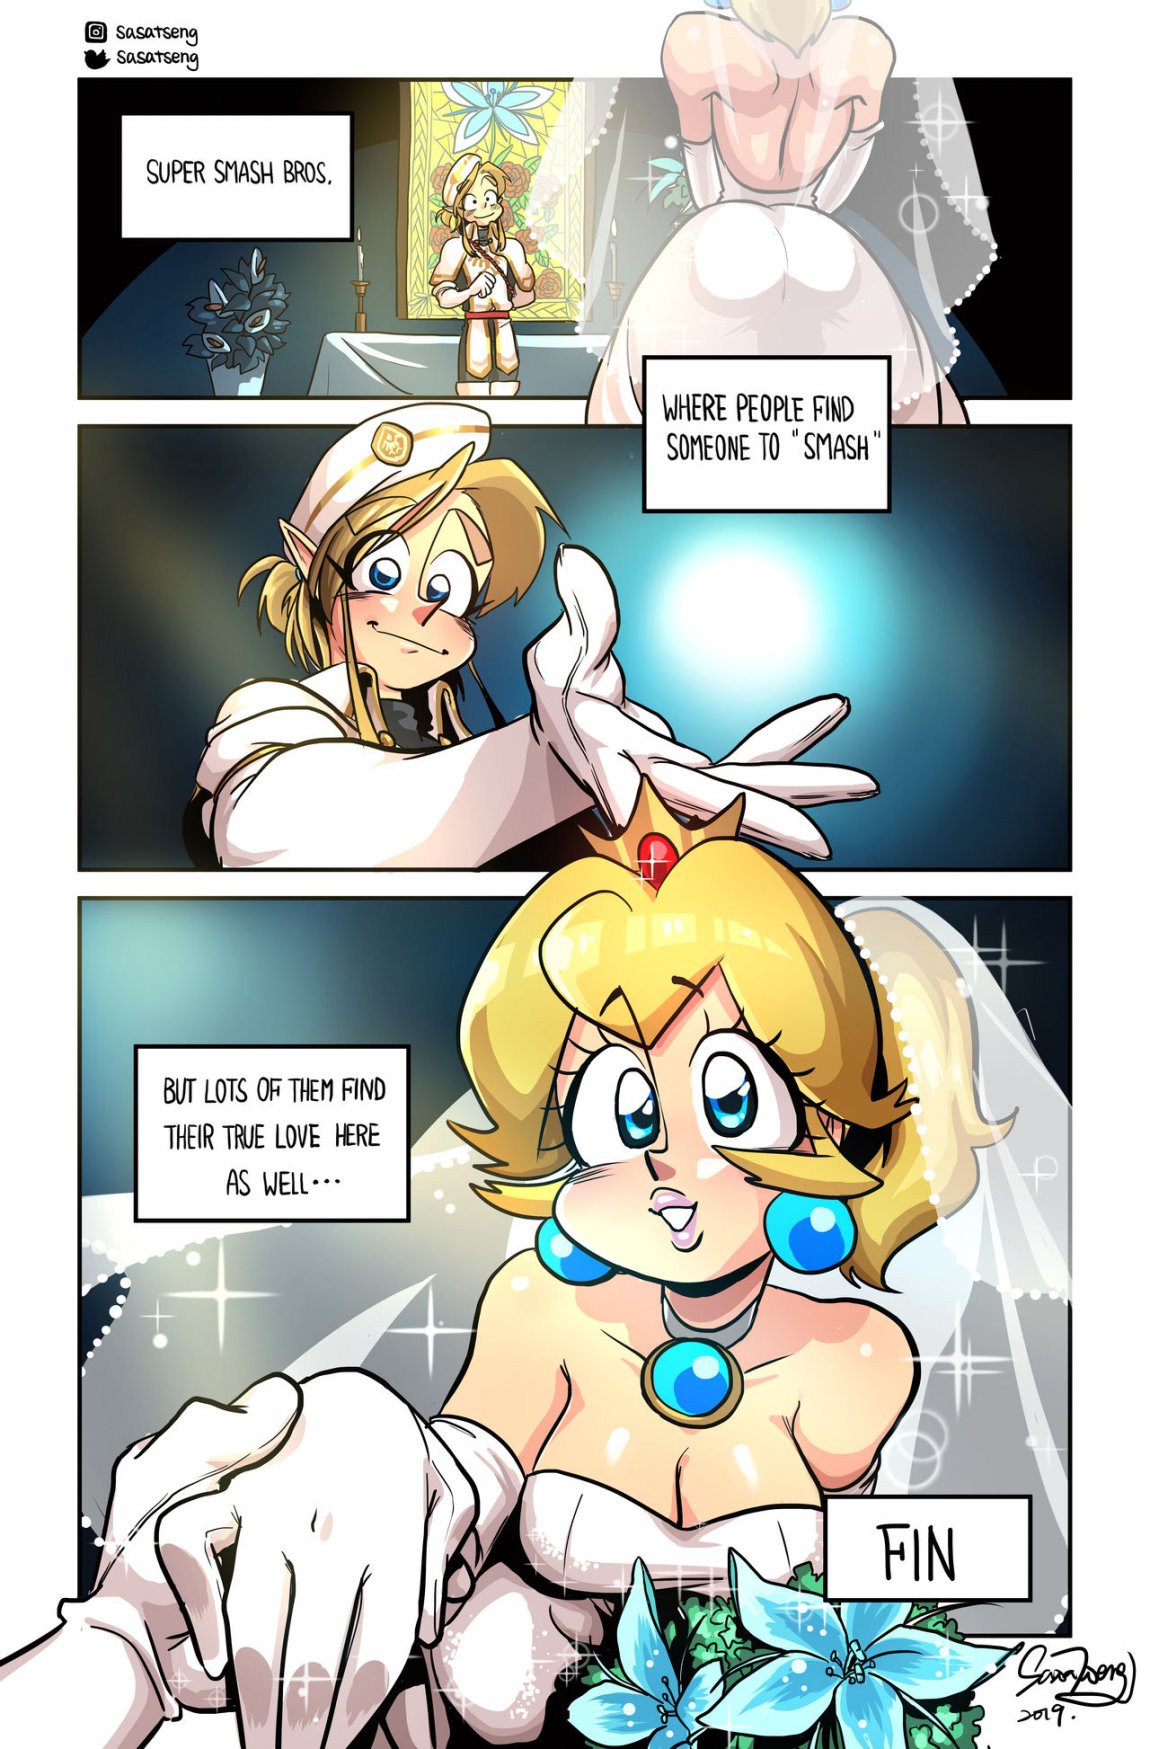 Sasatseng
Sasatseng
SUPER SMASH BROS.
WHERE PEOPLE FIND
SOMEONE TO "SMASH"
BUT LOTS OF THEM FIND
THEIR TRUE LOVE HERE
AS WELL...
FIN
2019.